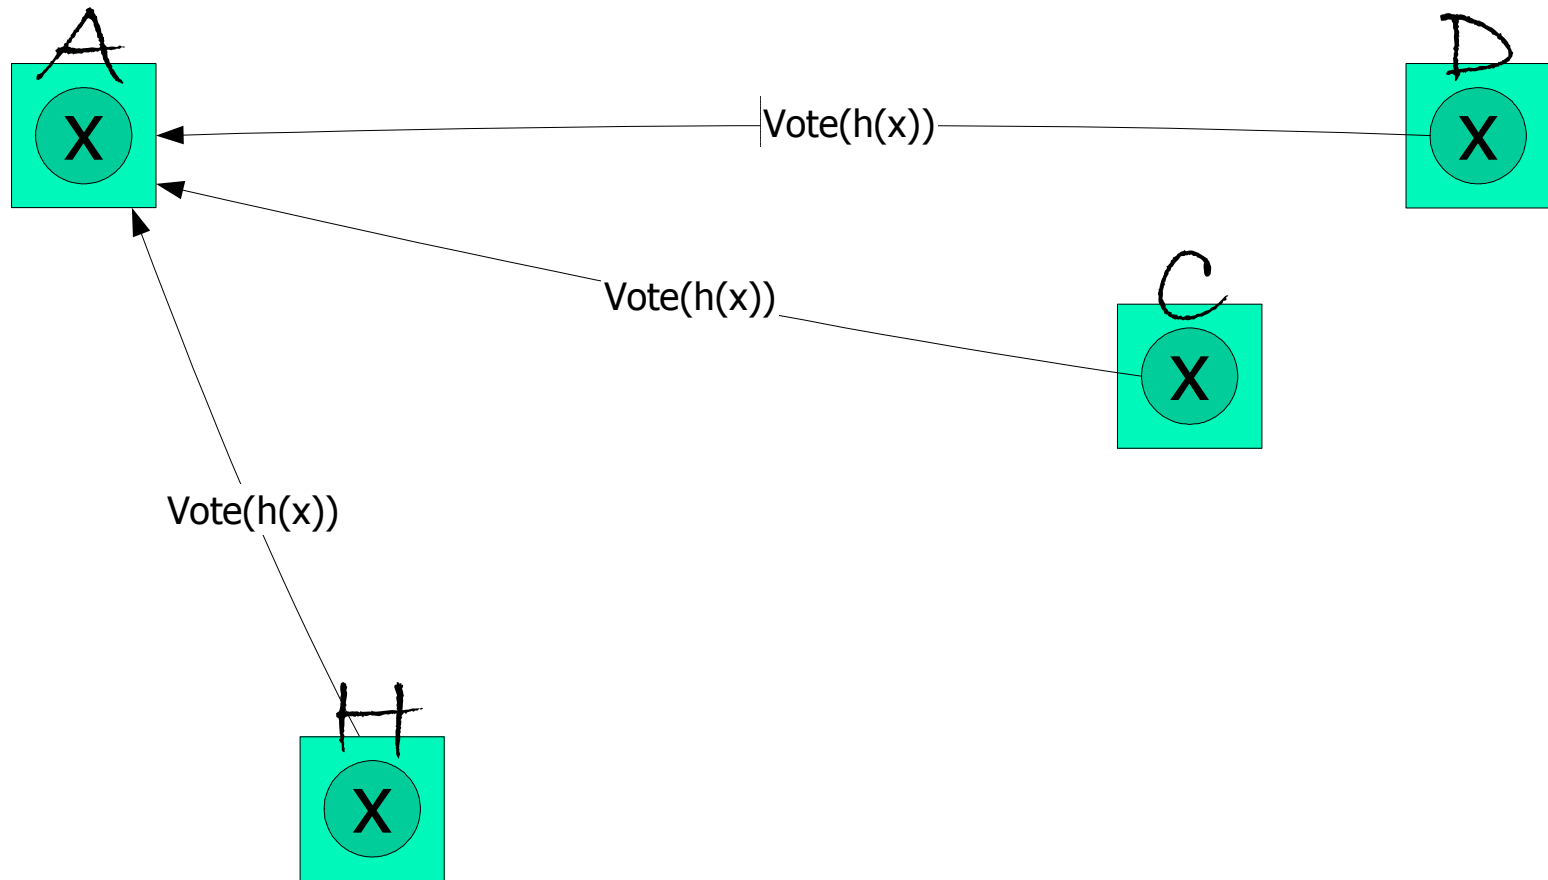 A
D
X
Vote(h(x))
X
C
Vote(h(x))
X
Vote(h(x))
H
X